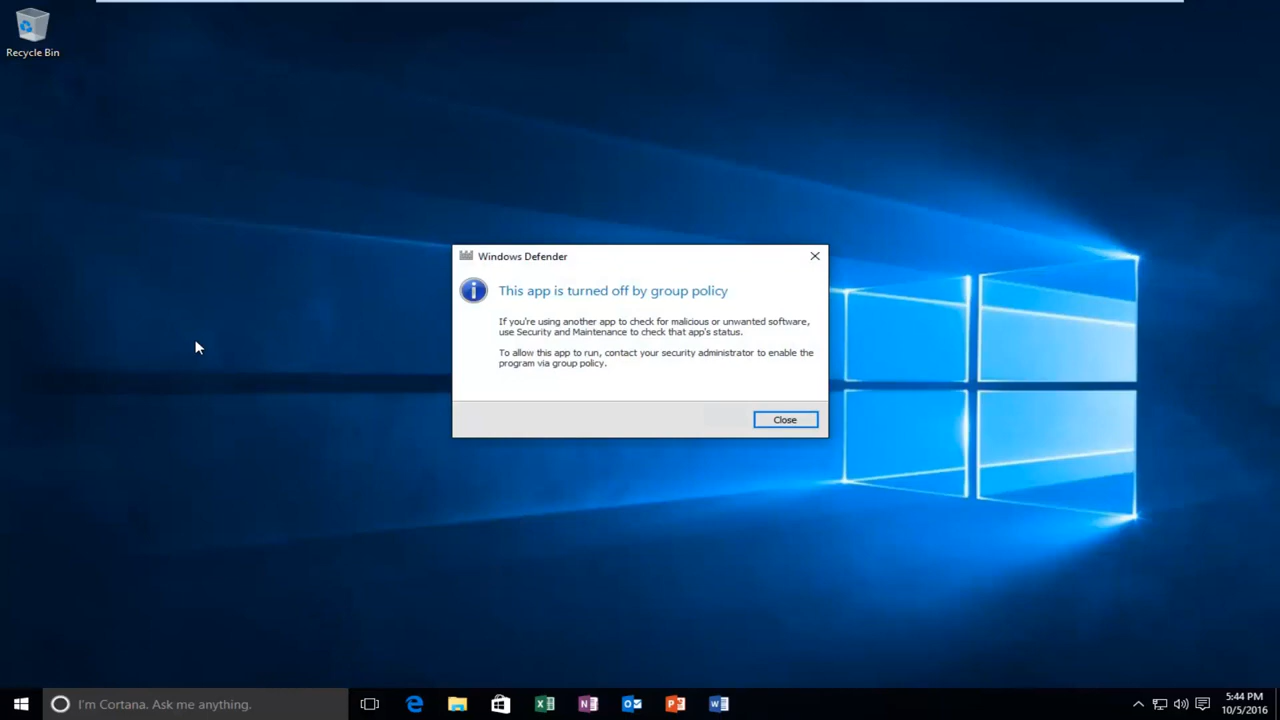 Recycle Bin
Windows Defender
This app is turned off by group policy
If you're using another app to check for malicious or unwanted software,
use Security and Maintenance to check that app's status.
To allow this app to run, contact your security administrator to enable the
program via group policy.
Close
I'm Cortana. Ask me anything.
5:44 PM
10/5/2016